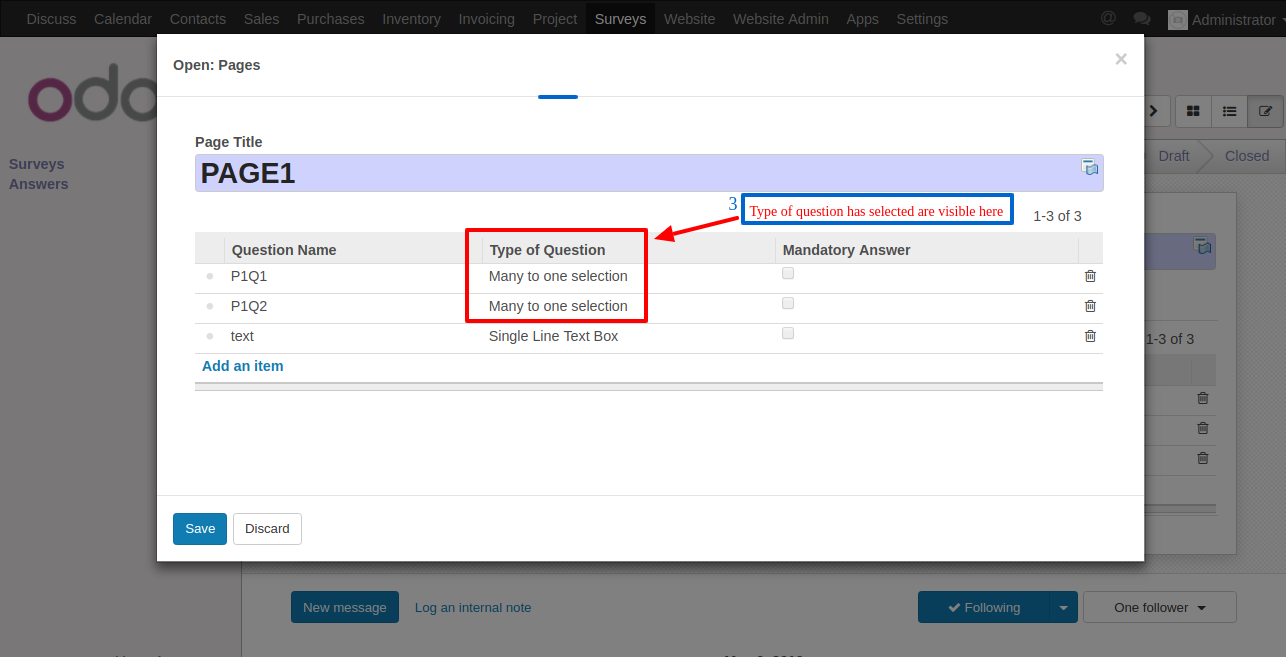 Discuss Calendar Contacts Sales Purchases Inventory Invoicing Project Surveys Website Website Admin Apps Settings @ Administrator
Open: Pages ×
odo
Surveys
Answers
Draft Closed
Page Title
PAGE1
3 Type of question has selected are visible here
1-3 of 3
Question Name Type of Question Mandatory Answer
P1Q1 Many to one selection
P1Q2 Many to one selection
text Single Line Text Box
1-3 of 3
Add an item
Save Discard
New message Log an internal note Following One follower